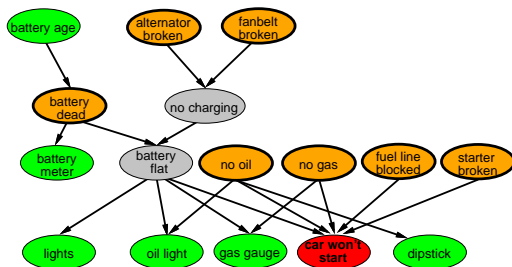 battery age
alternator
broken
fanbelt
broken
battery
dead
no charging
battery
meter
battery
flat
no oil
no gas
fuel line
blocked
starter
broken
lights
oil light
gas gauge
car won't
start
dipstick